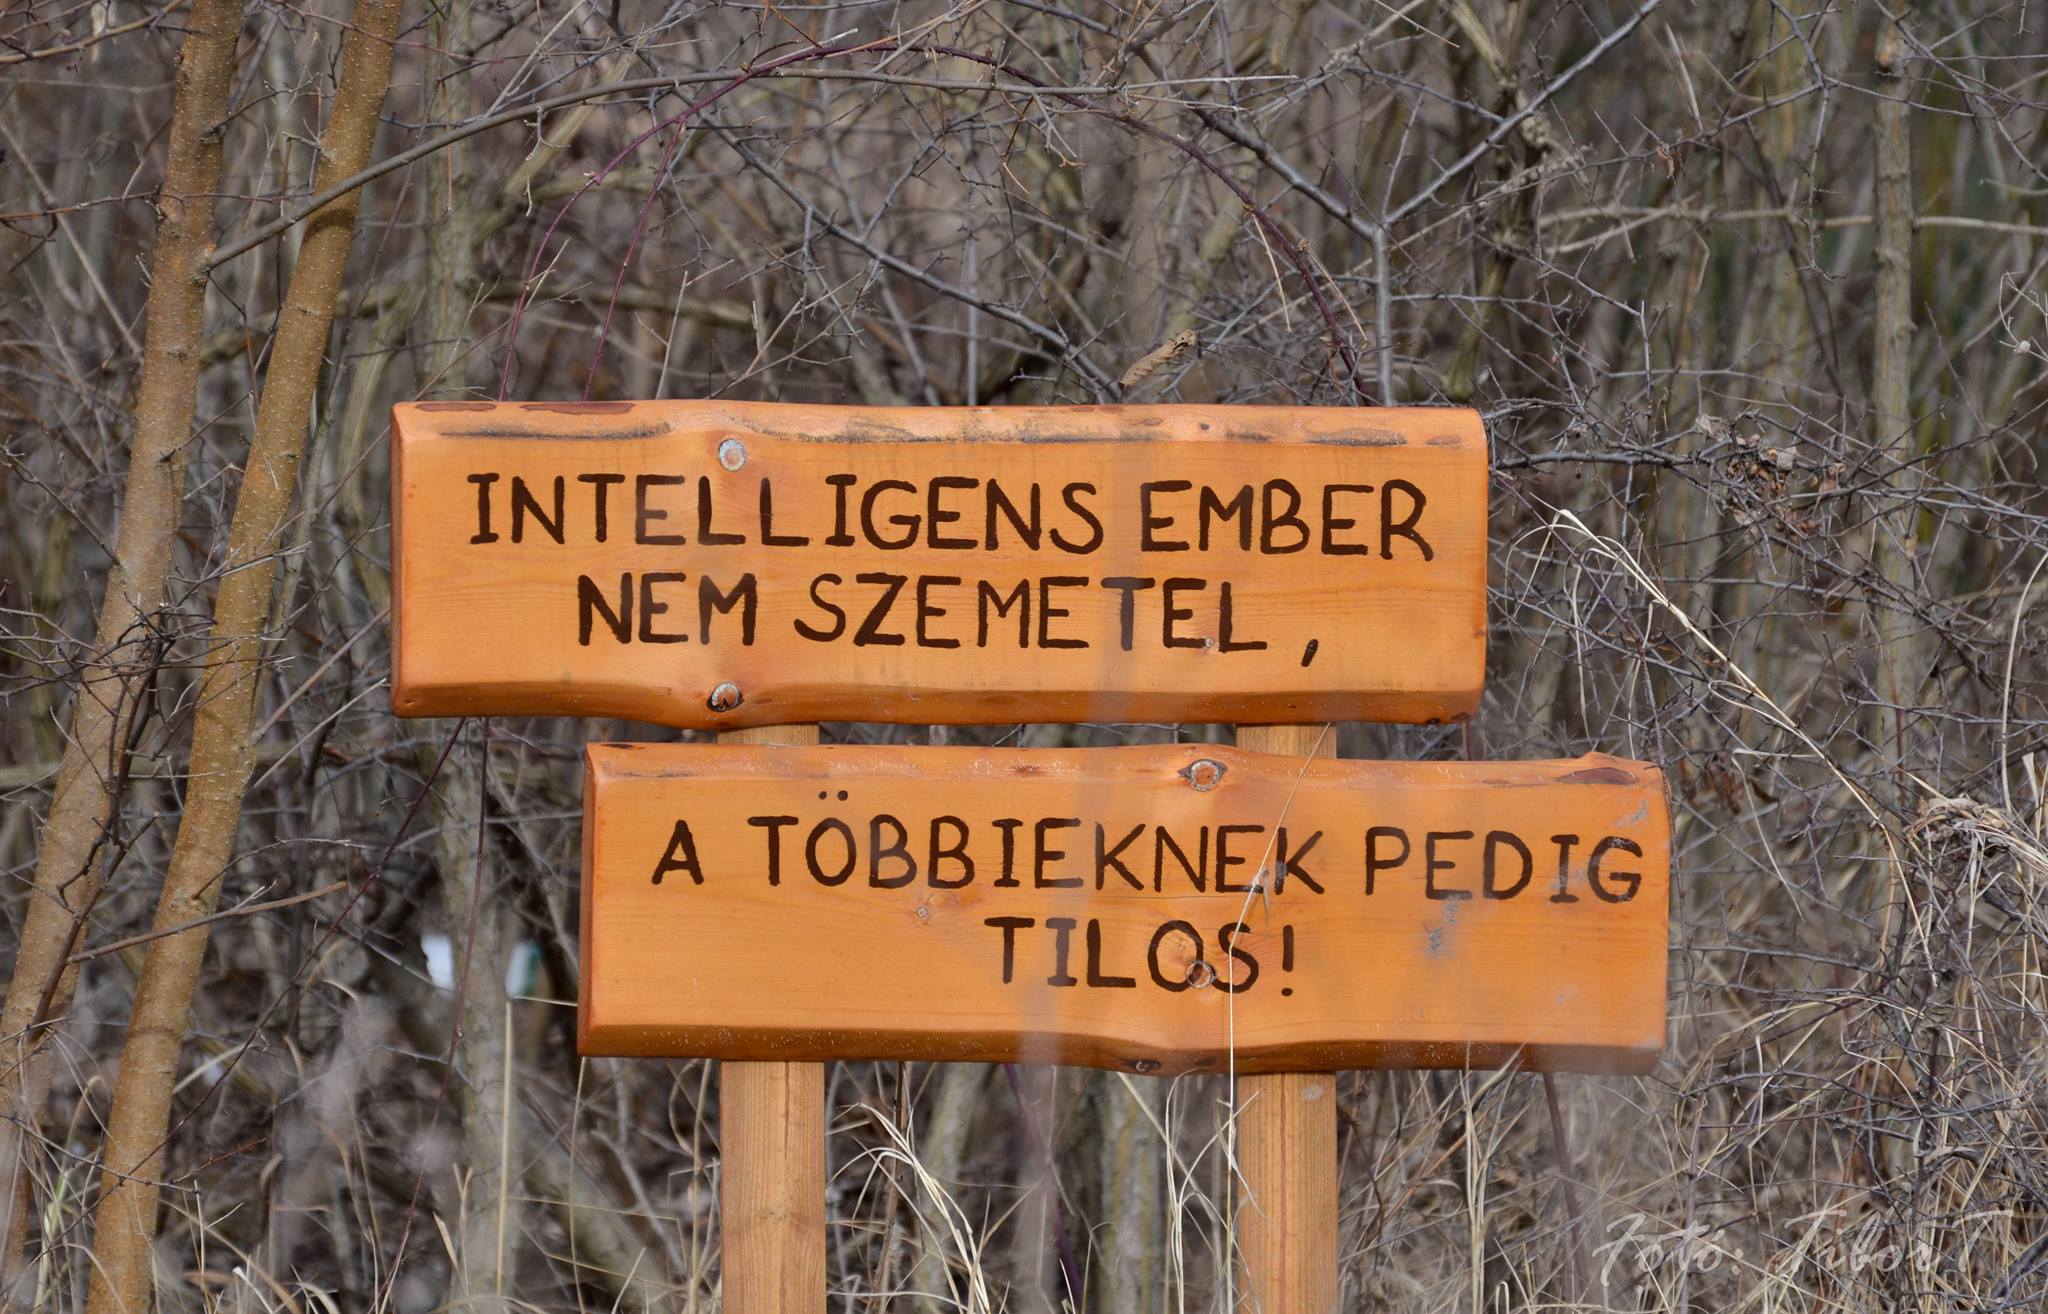 INTELLIGENS EMBER
NEM SZEMETEL ,
A TÖBBIEKNEK PEDIG
TILOS!
Fotó: Tibor T